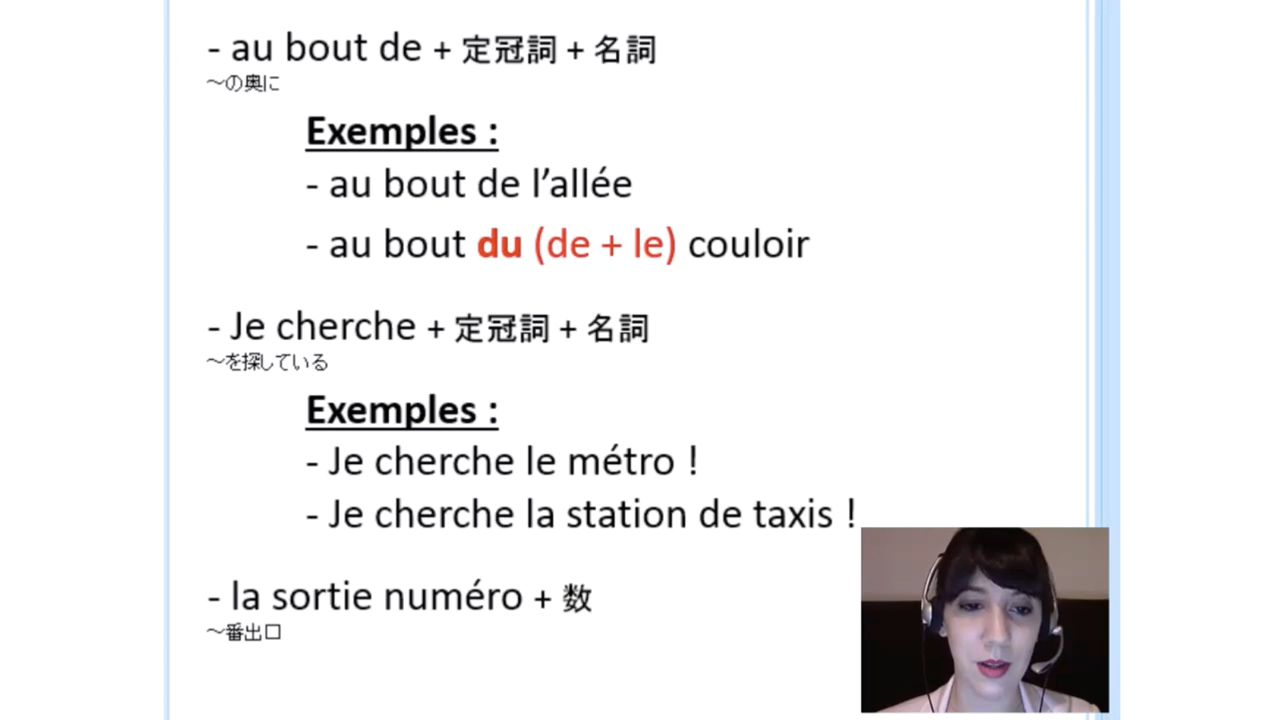 - au bout de + 定冠詞 + 名詞
～の奥に
Exemples :
- au bout de l’allée
- au bout du (de + le) couloir
- Je cherche + 定冠詞 + 名詞
～を探している
Exemples :
- Je cherche le métro !
- Je cherche la station de taxis !
- la sortie numéro + 数
～番出口